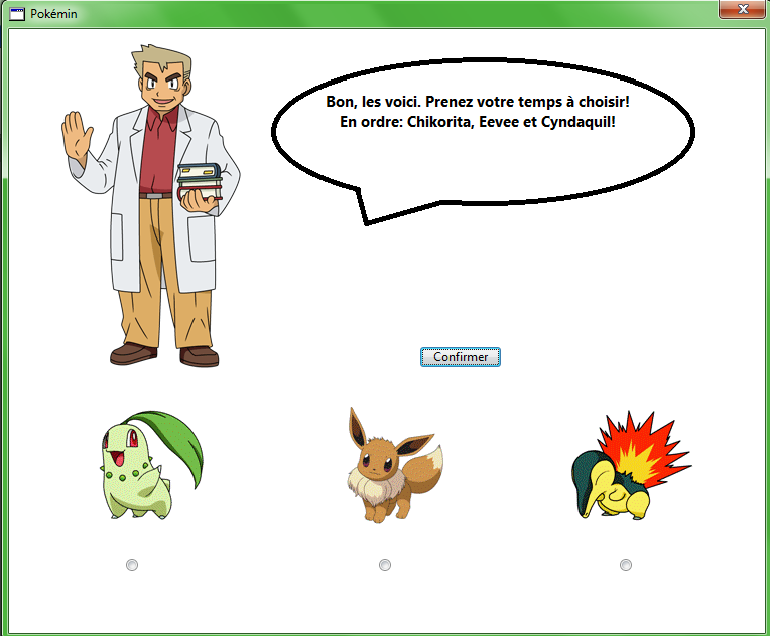 Pokémin
Bon, les voici. Prenez votre temps à choisir!
En ordre: Chikorita, Eevee et Cyndaquil!
Confirmer